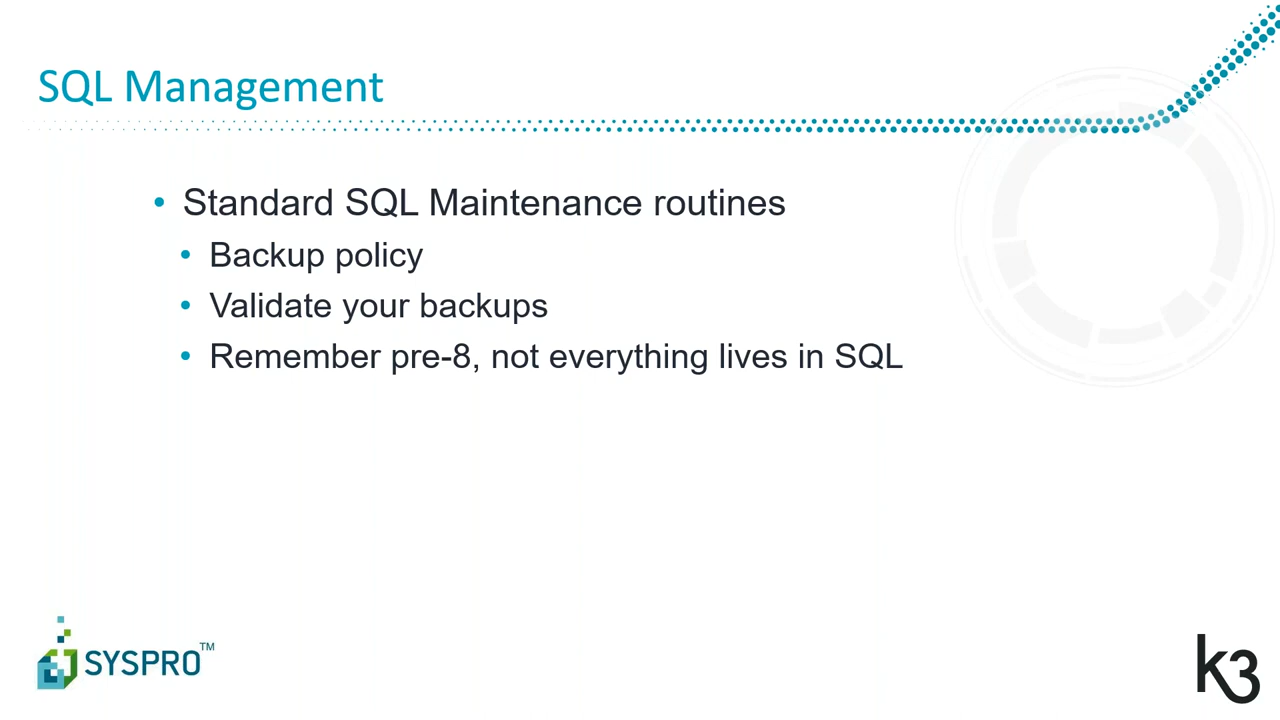 SQL Management
• Standard SQL Maintenance routines
• Backup policy
• Validate your backups
• Remember pre-8, not everything lives in SQL
SYSPRO™
k3